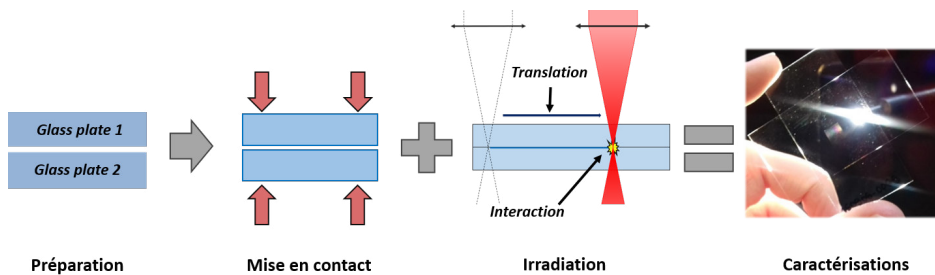 Translation
Glass plate 1
Glass plate 2
Interaction
Préparation
Mise en contact
Irradiation
Caractérisations